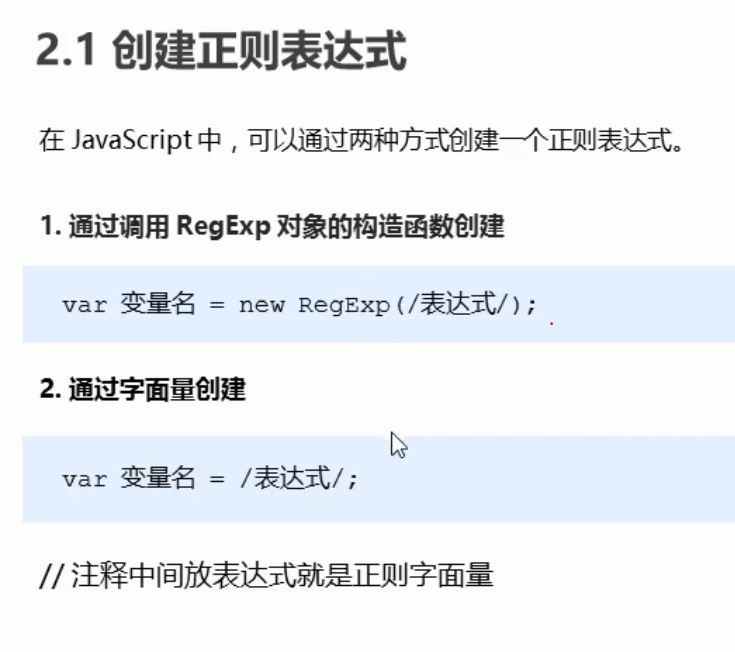 2.1 创建正则表达式
在 JavaScript 中，可以通过两种方式创建一个正则表达式。
1. 通过调用 RegExp 对象的构造函数创建
var 变量名 = new RegExp(/表达式/);
2. 通过字面量创建
var 变量名 = /表达式/;
// 注释中间放表达式就是正则字面量